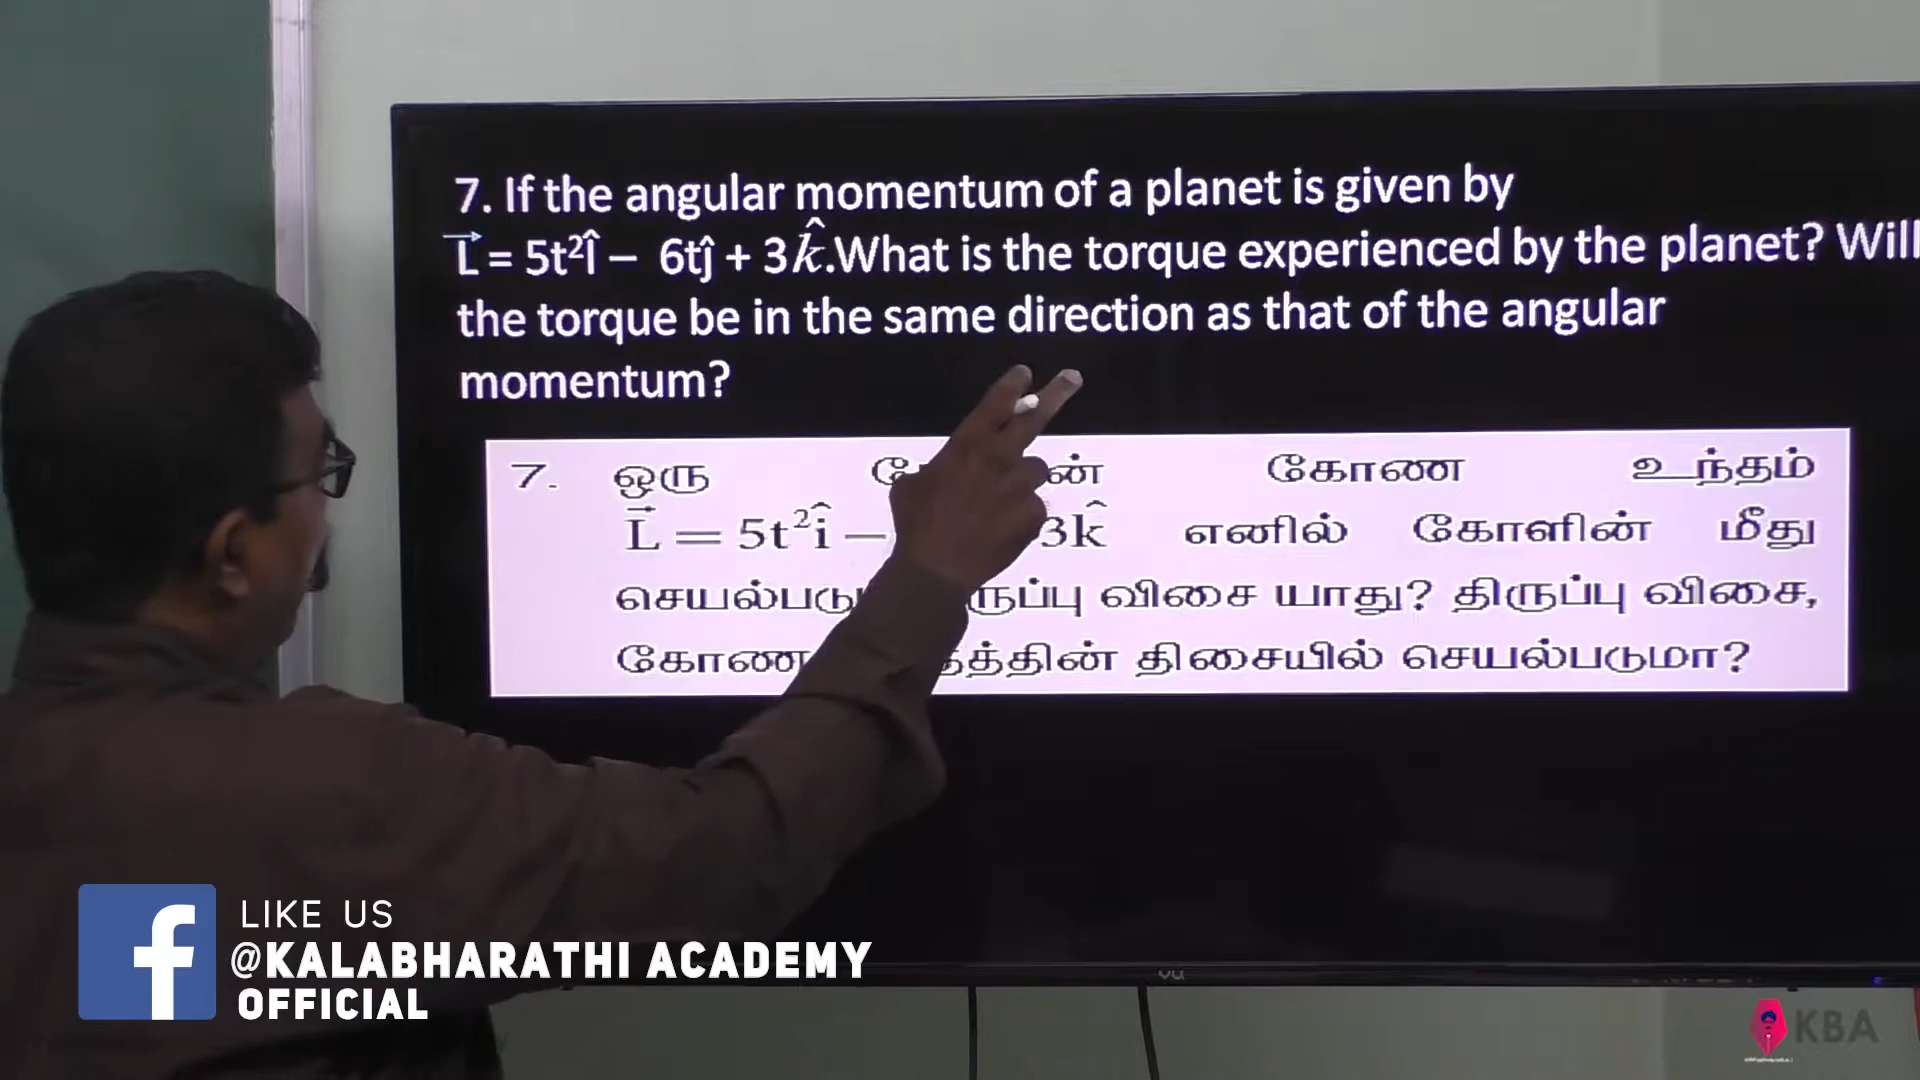 7. If the angular momentum of a planet is given by
L⃗ = 5t²î – 6tĵ + 3k̂.What is the torque experienced by the planet? Will
the torque be in the same direction as that of the angular
momentum?
7. ஒரு கோண உந்தம்
L⃗ = 5t²î – 3k̂ எனில் கோளின் மீது
விசை யாது? திருப்பு விசை,
திசையில் செயல்படுமா?
LIKE US
@KALABHARATHI ACADEMY
OFFICIAL
vu
KBA